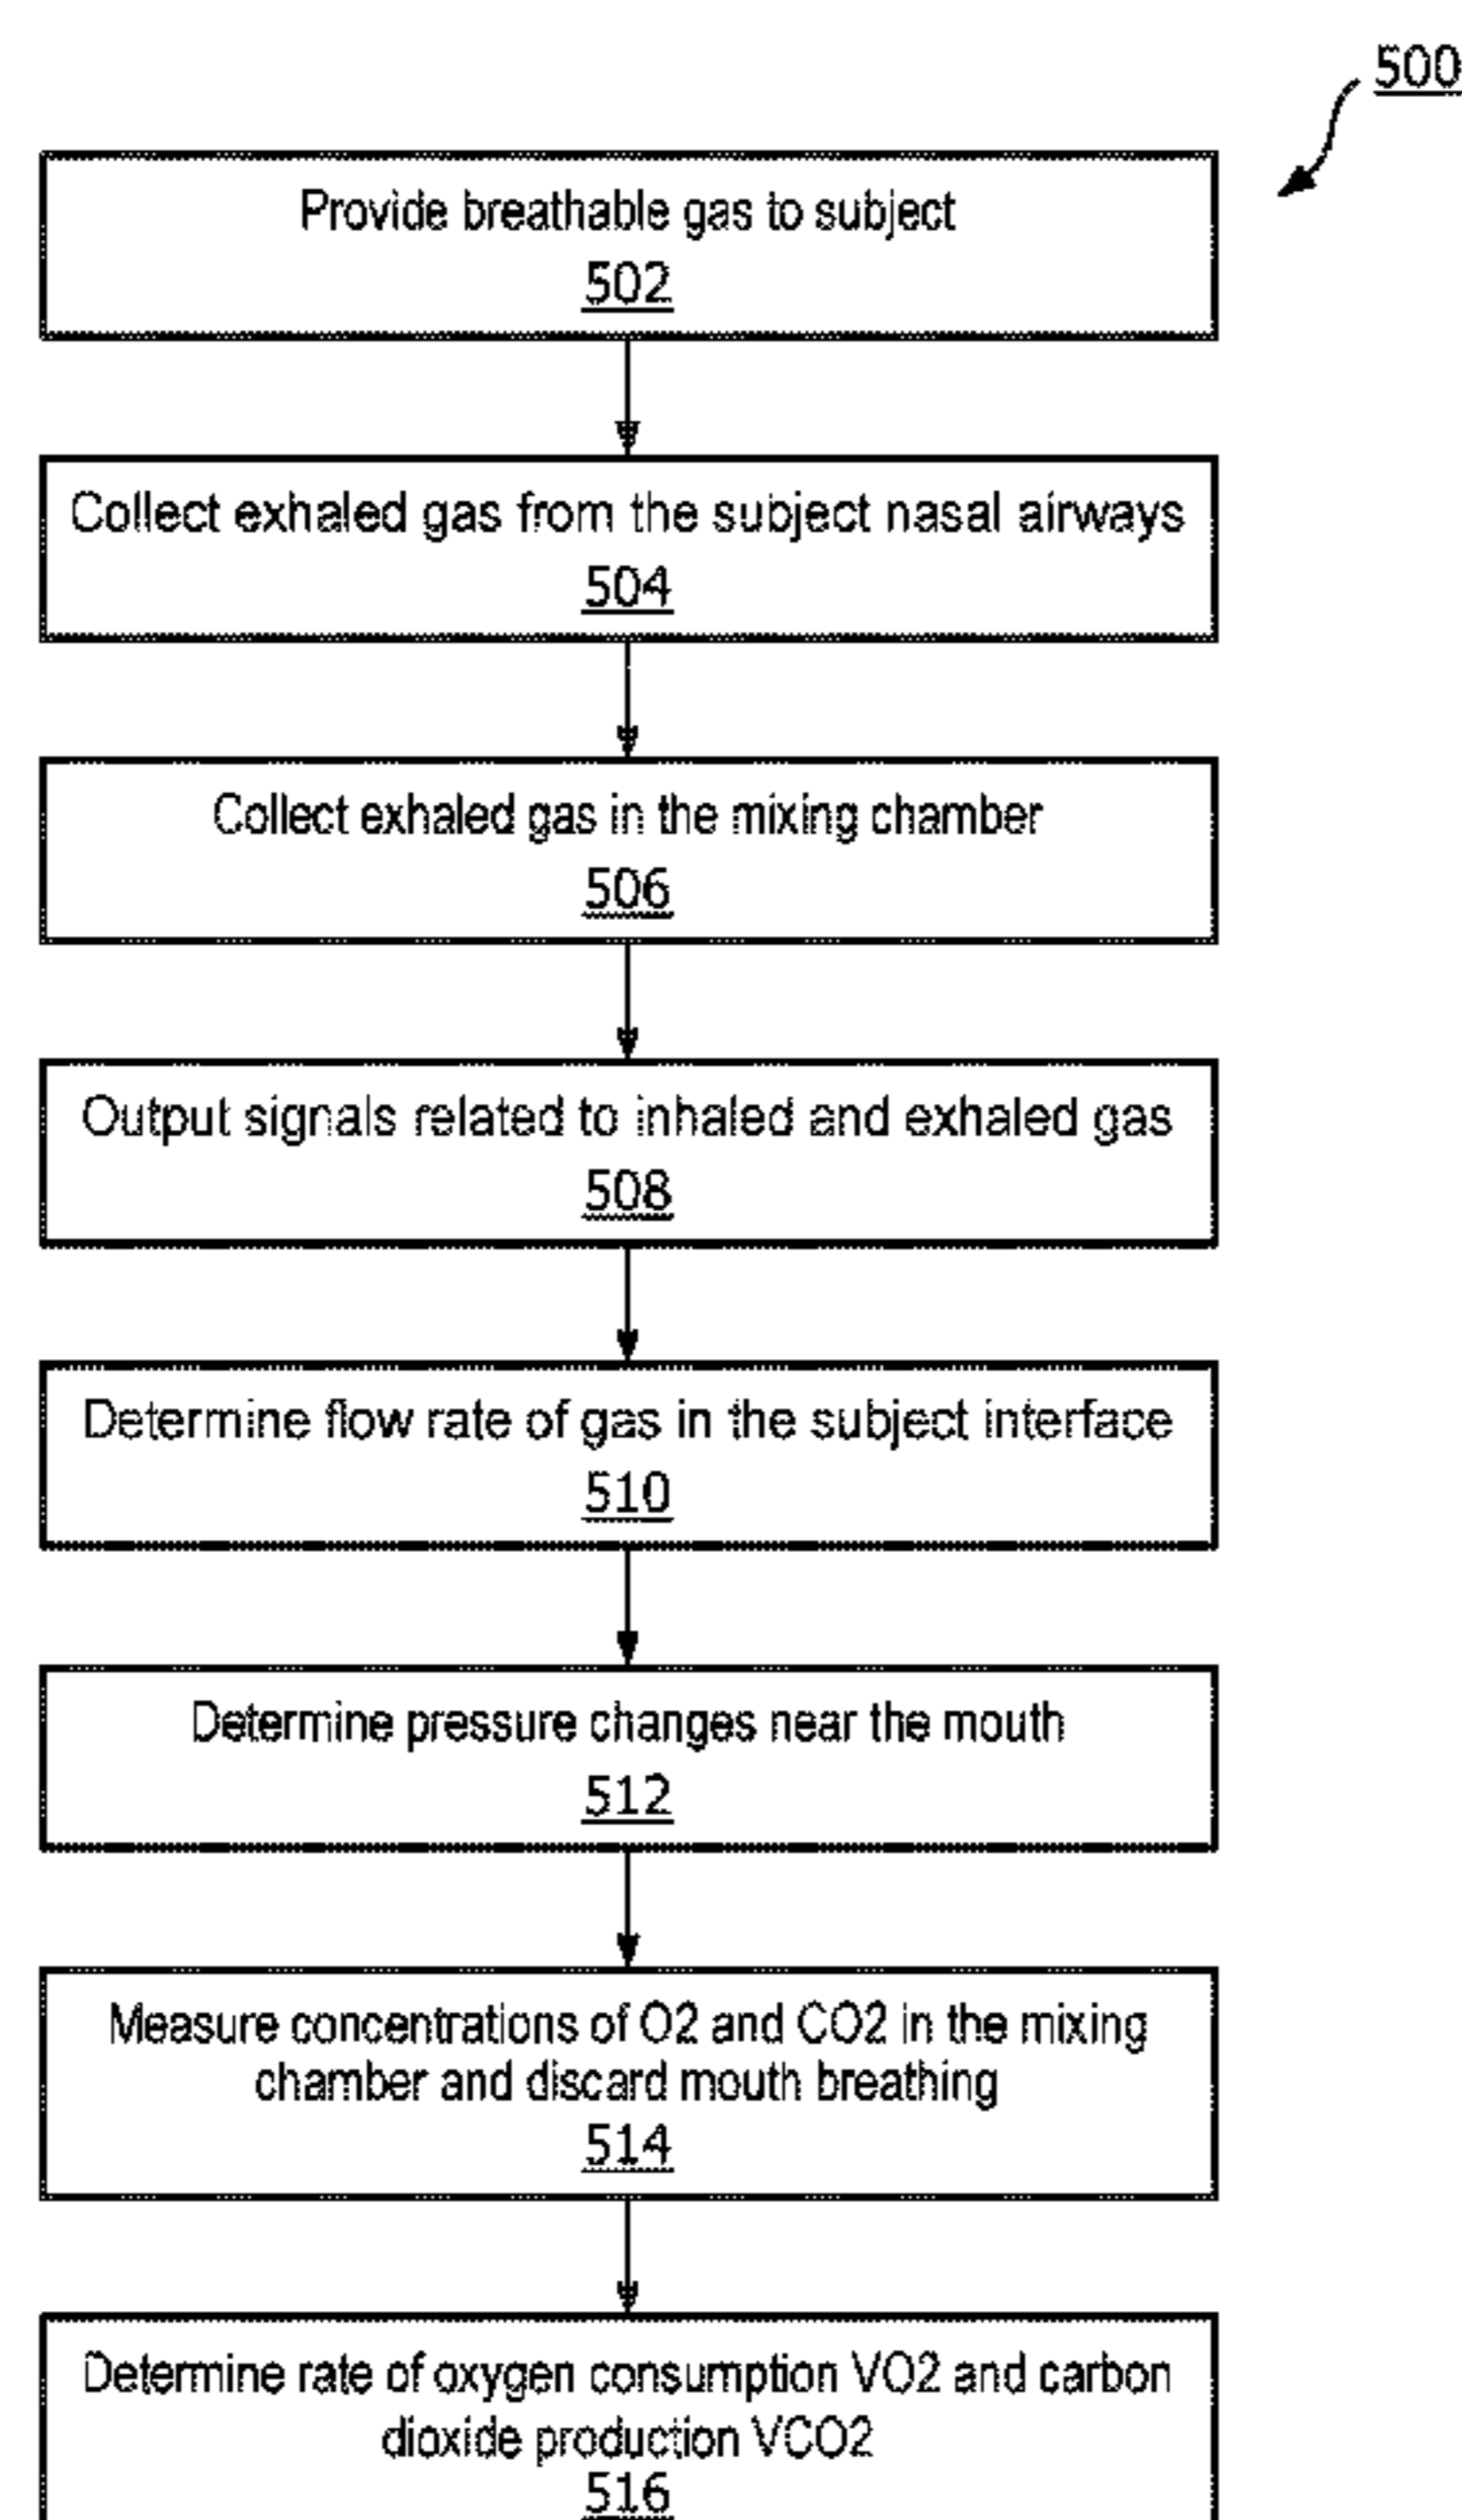 500
Provide breathable gas to subject
502
Collect exhaled gas from the subject nasal airways
504
Collect exhaled gas in the mixing chamber
506
Output signals related to inhaled and exhaled gas
508
Determine flow rate of gas in the subject interface
510
Determine pressure changes near the mouth
512
Measure concentrations of O2 and CO2 in the mixing
chamber and discard mouth breathing
514
Determine rate of oxygen consumption VO2 and carbon
dioxide production VCO2
516